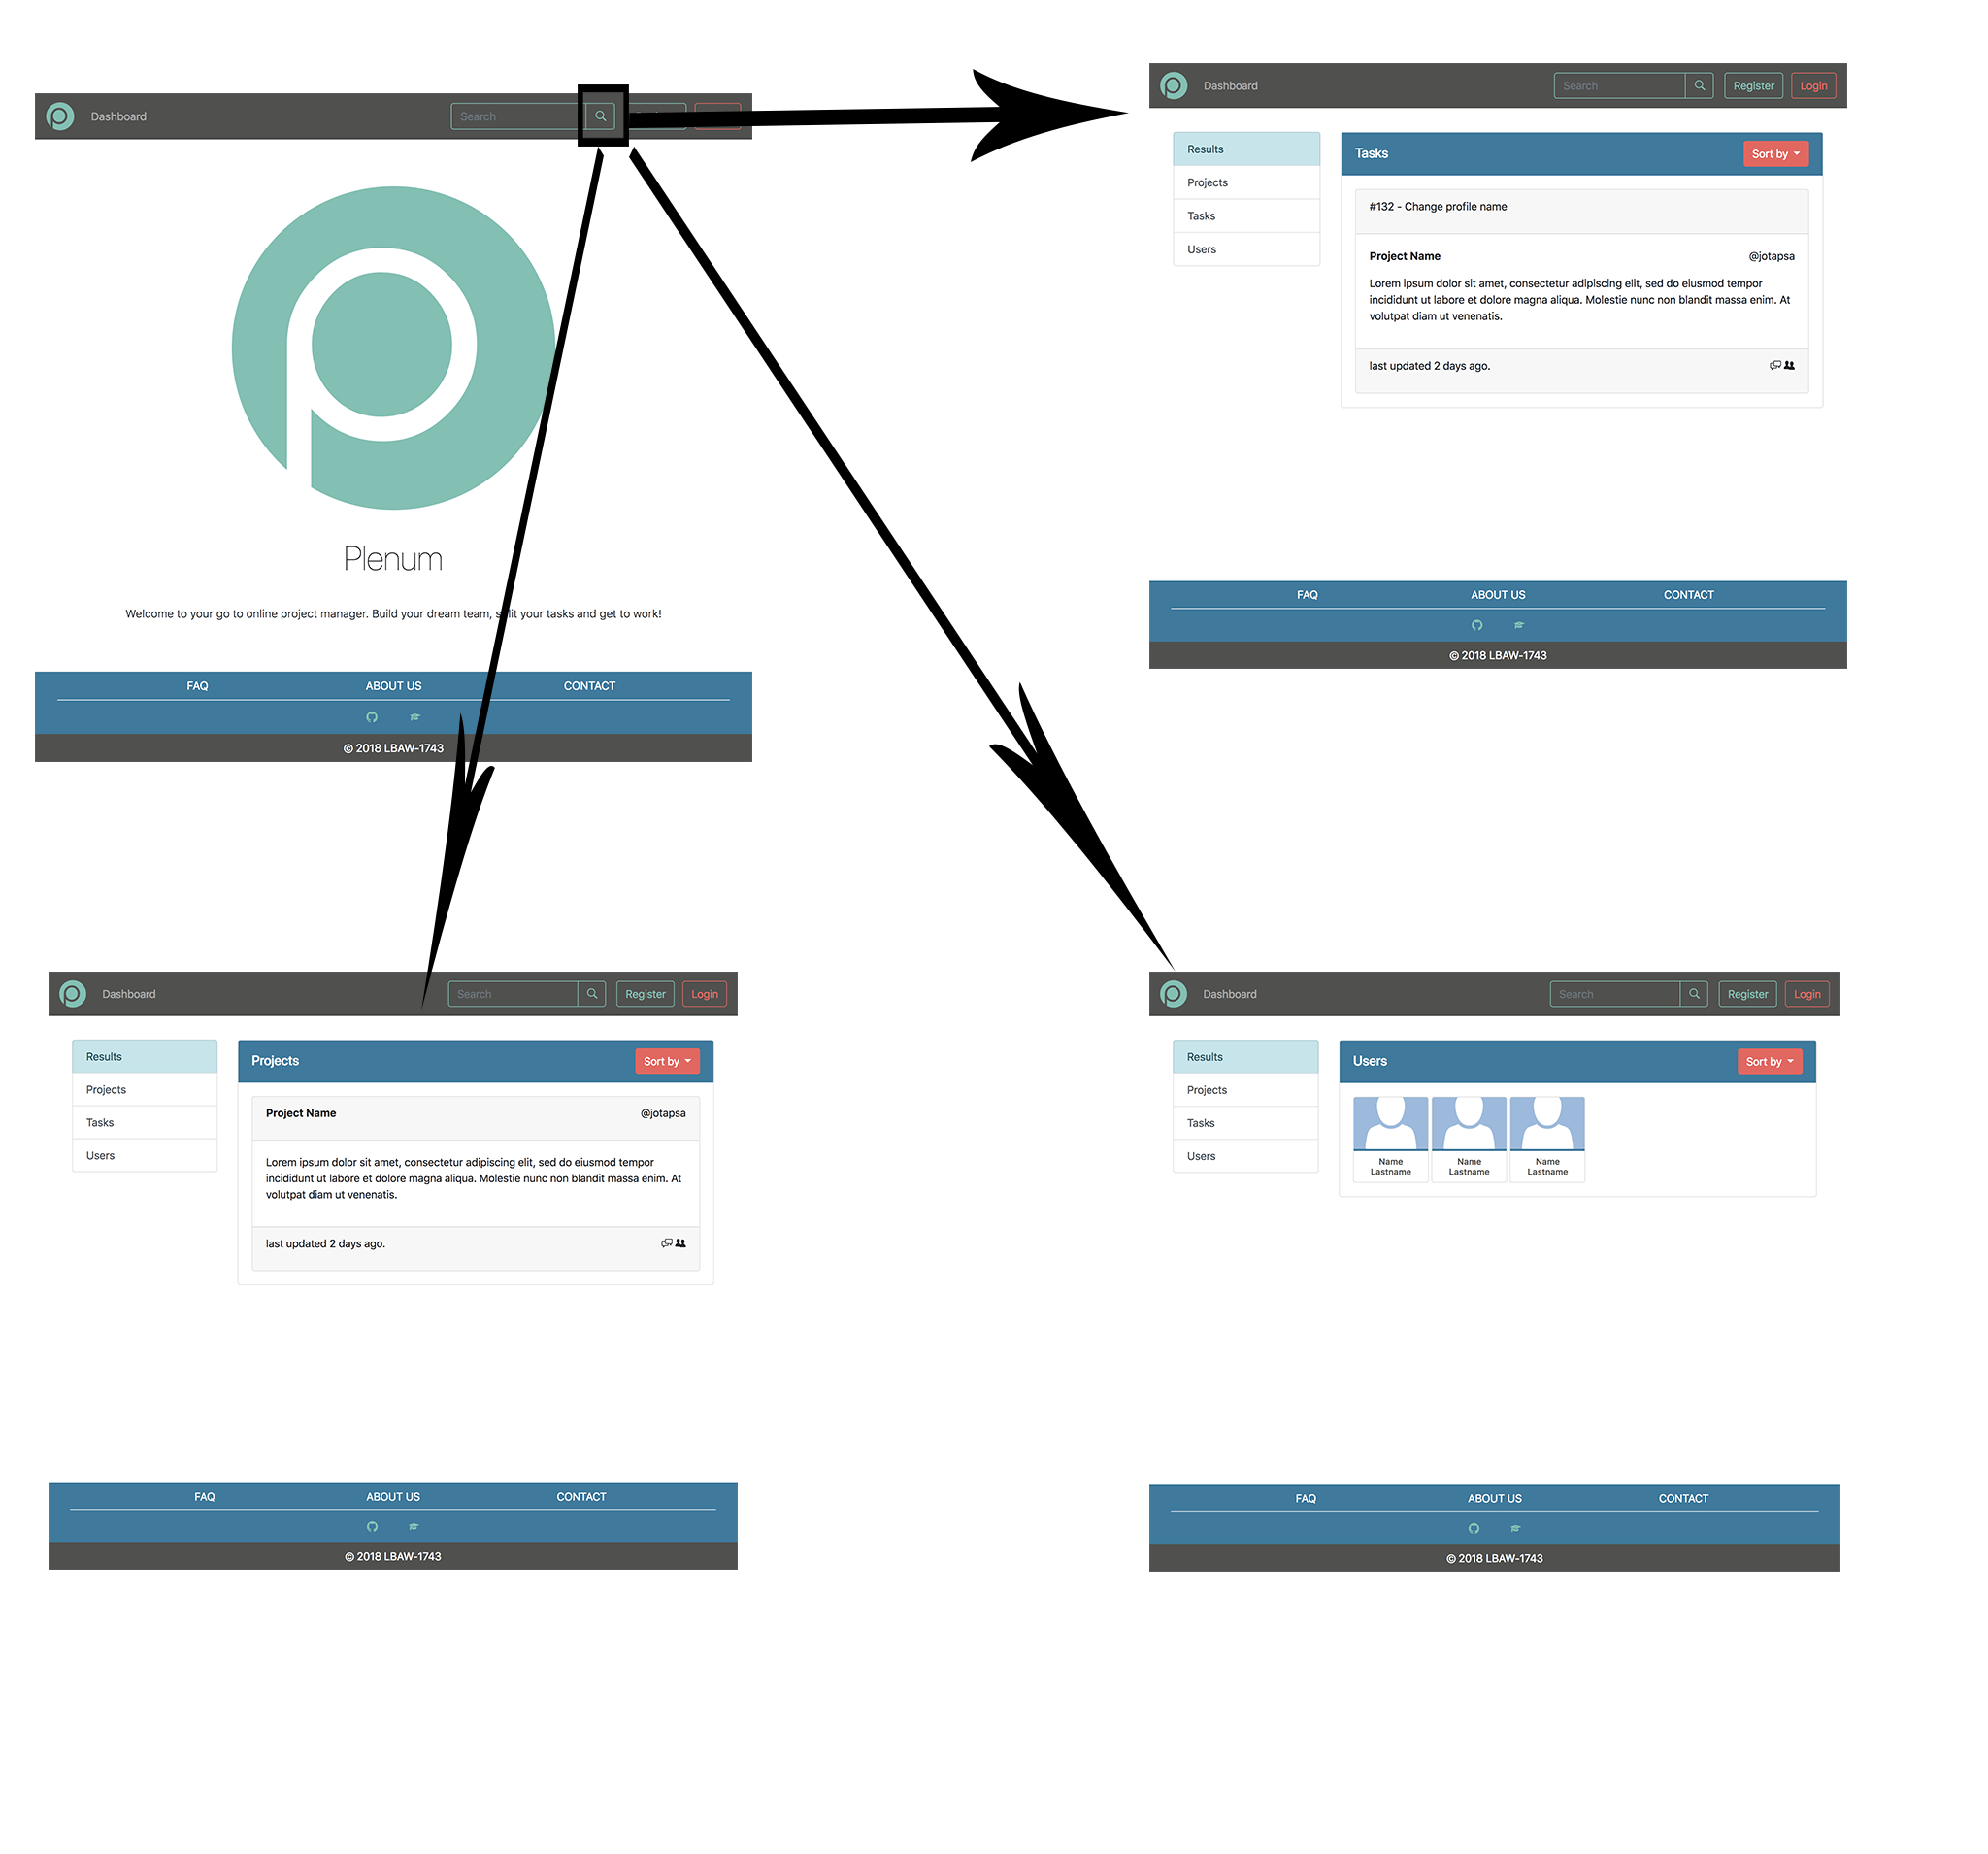 Dashboard
Search
Plenum
Welcome to your go to online project manager. Build your dream team, split your tasks and get to work!
FAQ ABOUT US CONTACT
© 2018 LBAW-1743
Dashboard
Search
Register
Login
Results
Projects
Tasks
Users
Tasks
Sort by
#132 - Change profile name
Project Name @jotapsa
Lorem ipsum dolor sit amet, consectetur adipiscing elit, sed do eiusmod tempor
incididunt ut labore et dolore magna aliqua. Molestie nunc non blandit massa enim. At
volutpat diam ut venenatis.
last updated 2 days ago.
FAQ ABOUT US CONTACT
© 2018 LBAW-1743
Dashboard
Search
Register
Login
Results
Projects
Tasks
Users
Projects
Sort by
Project Name @jotapsa
Lorem ipsum dolor sit amet, consectetur adipiscing elit, sed do eiusmod tempor
incididunt ut labore et dolore magna aliqua. Molestie nunc non blandit massa enim. At
volutpat diam ut venenatis.
last updated 2 days ago.
FAQ ABOUT US CONTACT
© 2018 LBAW-1743
Dashboard
Search
Register
Login
Results
Projects
Tasks
Users
Users
Sort by
Name Name Name
Lastname Lastname Lastname
FAQ ABOUT US CONTACT
© 2018 LBAW-1743